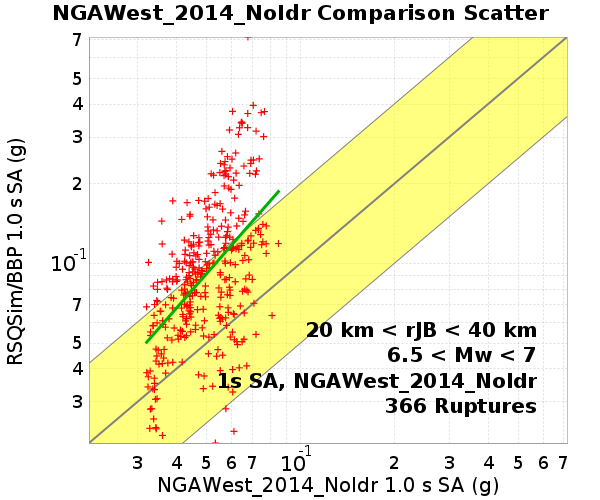 NGAWest_2014_NoIdr Comparison Scatter
RSQSim/BBP 1.0 s SA (g)
7
5
4
3
2
10-1
7
5
4
3
20 km < rJB < 40 km
6.5 < Mw < 7
1s SA, NGAWest_2014_NoIdr
366 Ruptures
3 4 5 6 7 10-1 2 3 4 5 6 7
NGAWest_2014_NoIdr 1.0 s SA (g)